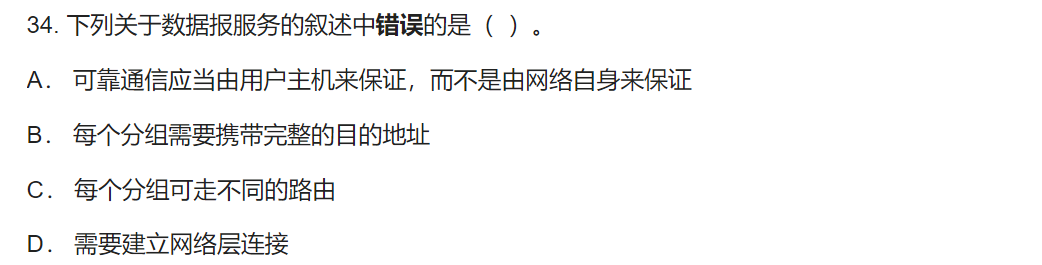 34. 下列关于数据报服务的叙述中错误的是（ ）。
A. 可靠通信应当由用户主机来保证，而不是由网络自身来保证
B. 每个分组需要携带完整的目的地址
C. 每个分组可走不同的路由
D. 需要建立网络层连接